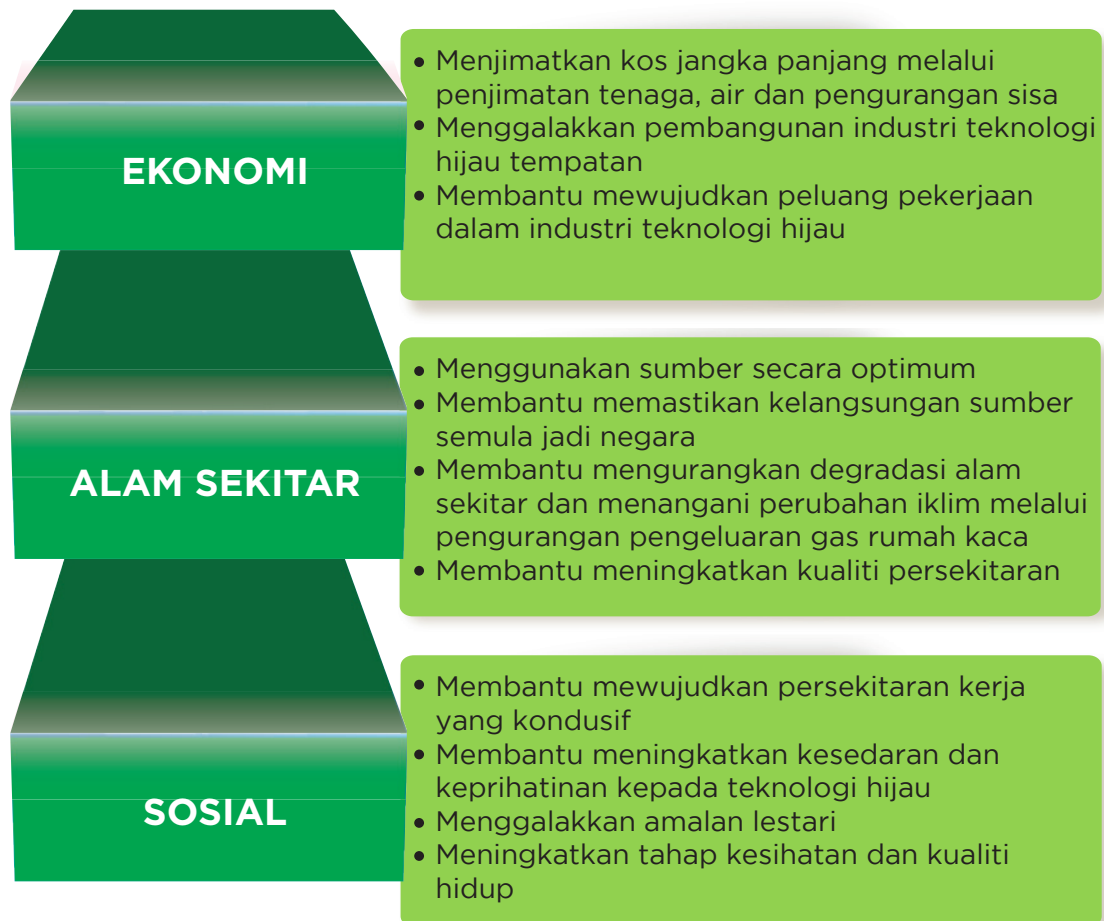 EKONOMI
• Menjimatkan kos jangka panjang melalui
penjimatan tenaga, air dan pengurangan sisa
• Menggalakkan pembangunan industri teknologi
hijau tempatan
• Membantu mewujudkan peluang pekerjaan
dalam industri teknologi hijau
ALAM SEKITAR
• Menggunakan sumber secara optimum
• Membantu memastikan kelangsungan sumber
semula jadi negara
• Membantu mengurangkan degradasi alam
sekitar dan menangani perubahan iklim melalui
pengurangan pengeluaran gas rumah kaca
• Membantu meningkatkan kualiti persekitaran
SOSIAL
• Membantu mewujudkan persekitaran kerja
yang kondusif
• Membantu meningkatkan kesedaran dan
keprihatinan kepada teknologi hijau
• Menggalakkan amalan lestari
• Meningkatkan tahap kesihatan dan kualiti
hidup